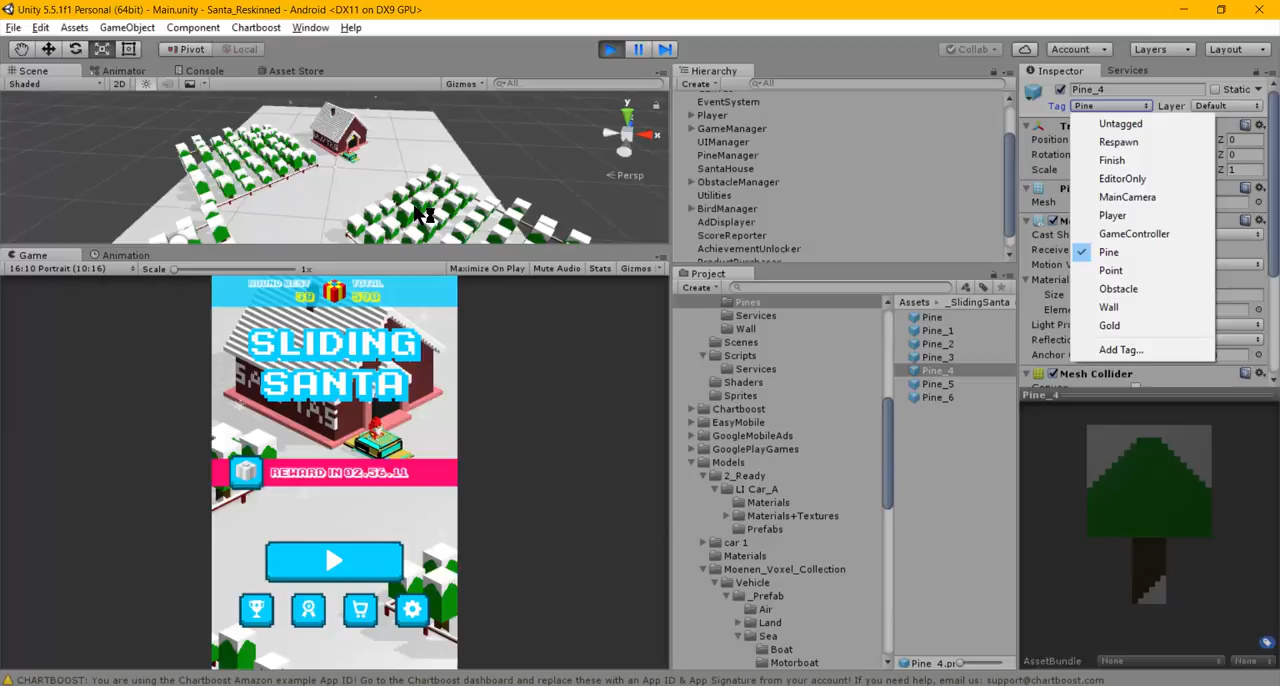 Unity 5.5.1f1 Personal (64bit) - Main.unity - Santa_Reskinned - Android <DX11 on DX9 GPU>
File Edit Assets GameObject Component Chartboost Window Help
Pivot Local Collab Account Layers Layout
Scene Animator Console Asset Store
Shaded 2D Gizmos All
y
x
Persp
Game Animation
16:10 Portrait (10:16) Scale 1x Maximize On Play Mute Audio Stats Gizmos
ROUND BEST TOTAL
SLIDING
SANTA
REWARD IN 02.56.11
Hierarchy
Create All
EventSystem
Player
GameManager
UIManager
PineManager
SantaHouse
ObstacleManager
Utilities
BirdManager
AdDisplayer
ScoreReporter
AchievementUnlocker
Project
Create
Pines
Services
Wall
Scenes
Scripts
Services
Shaders
Sprites
Chartboost
EasyMobile
GoogleMobileAds
GooglePlayGames
Models
2_Ready
LI Car_A
Materials
Materials+Textures
Prefabs
car 1
Materials
Moenen_Voxel_Collection
Vehicle
_Prefab
Air
Land
Sea
Boat
Motorboat
Assets _SlidingSanta
Pine
Pine_1
Pine_2
Pine_3
Pine_4
Pine_5
Pine_6
Pine_4.pr
Inspector Services
Pine_4 Static
Tag Pine Layer Default
Untagged
Respawn
Finish
EditorOnly
MainCamera
Player
GameController
Pine
Point
Obstacle
Wall
Gold
Add Tag...
Position Z 0
Rotation Z 0
Scale Z 1
Mesh
Cast Sh
Receive
Motion V
Materia
Size
Eleme
Light Pro
Reflectio
Anchor
Mesh Collider
Pine_4
AssetBundle None None
CHARTBOOST: You are using the Chartboost Amazon example App ID! Go to the Chartboost dashboard and replace these with an App ID & App Signature from your account! If you need help, email us: support@chartboost.com